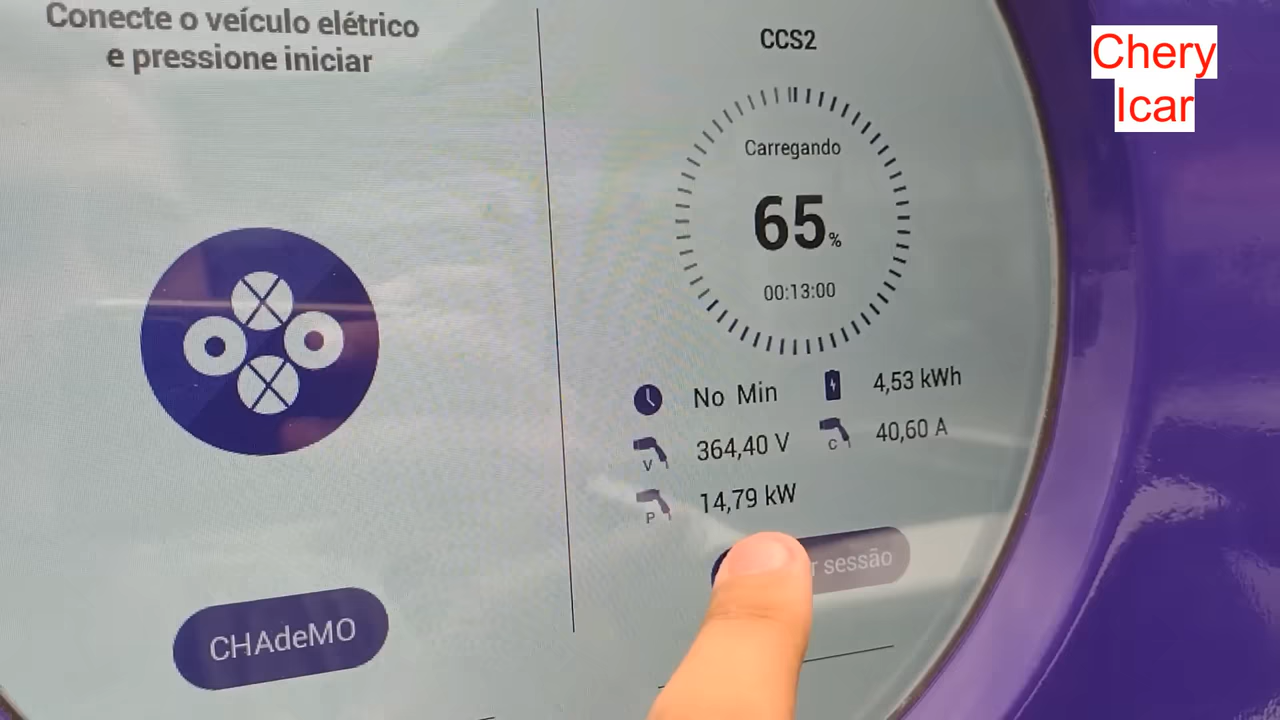 Conecte o veículo elétrico
e pressione iniciar
CHAdeMO
CCS2
Carregando
65%
00:13:00
No Min
4,53 kWh
V
364,40 V
C
40,60 A
P
14,79 kW
sessão
Chery
Icar